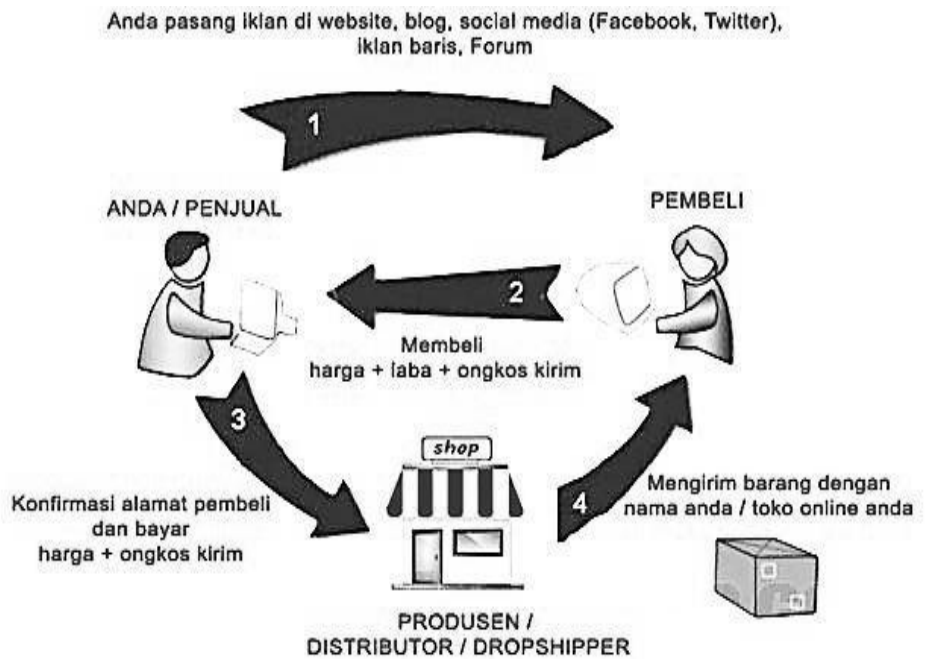 Anda pasang iklan di website, blog, social media (Facebook, Twitter),
iklan baris, Forum
1
ANDA / PENJUAL
PEMBELI
2
Membeli
harga + laba + ongkos kirim
3
shop
4
Konfirmasi alamat pembeli
dan bayar
harga + ongkos kirim
Mengirim barang dengan
nama anda / toko online anda
PRODUSEN /
DISTRIBUTOR / DROPSHIPPER